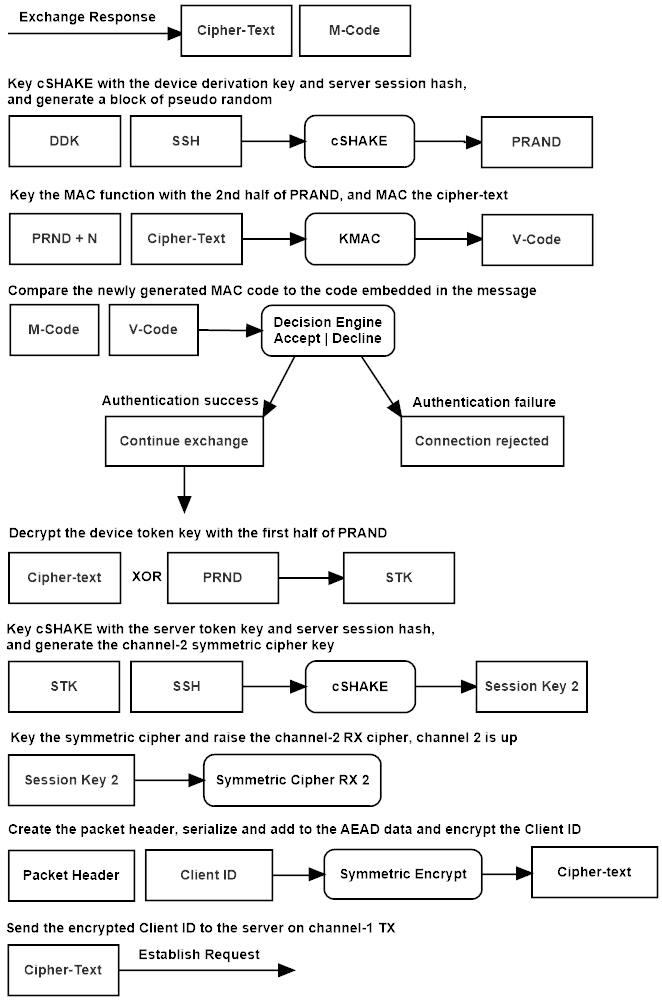 Exchange Response
Cipher-Text
M-Code
Key cSHAKE with the device derivation key and server session hash,
and generate a block of pseudo random
DDK
SSH
cSHAKE
PRAND
Key the MAC function with the 2nd half of PRAND, and MAC the cipher-text
PRND + N
Cipher-Text
KMAC
V-Code
Compare the newly generated MAC code to the code embedded in the message
M-Code
V-Code
Decision Engine
Accept | Decline
Authentication success
Authentication failure
Continue exchange
Connection rejected
Decrypt the device token key with the first half of PRAND
Cipher-text
XOR
PRND
STK
Key cSHAKE with the server token key and server session hash,
and generate the channel-2 symmetric cipher key
STK
SSH
cSHAKE
Session Key 2
Key the symmetric cipher and raise the channel-2 RX cipher, channel 2 is up
Session Key 2
Symmetric Cipher RX 2
Create the packet header, serialize and add to the AEAD data and encrypt the Client ID
Packet Header
Client ID
Symmetric Encrypt
Cipher-text
Send the encrypted Client ID to the server on channel-1 TX
Cipher-Text
Establish Request